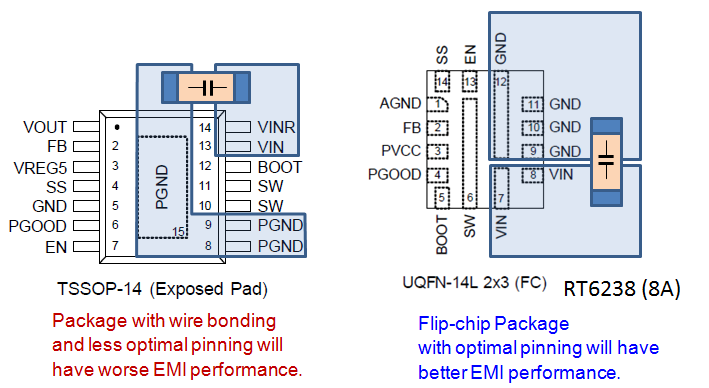 VOUT 14 VINR
FB 2 13 VIN
VREG5 3 12 BOOT
SS 4 11 SW
GND 5 10 SW
PGOOD 6 9 PGND
EN 7 8 PGND
PGND
15
TSSOP-14 (Exposed Pad)
Package with wire bonding
and less optimal pinning will
have worse EMI performance.
SS EN GND
14 13 12
AGND 1 11 GND
FB 2 10 GND
PVCC 3 9 GND
PGOOD 4 8 VIN
5 6 7
BOOT SW VIN
UQFN-14L 2x3 (FC) RT6238 (8A)
Flip-chip Package
with optimal pinning will have
better EMI performance.